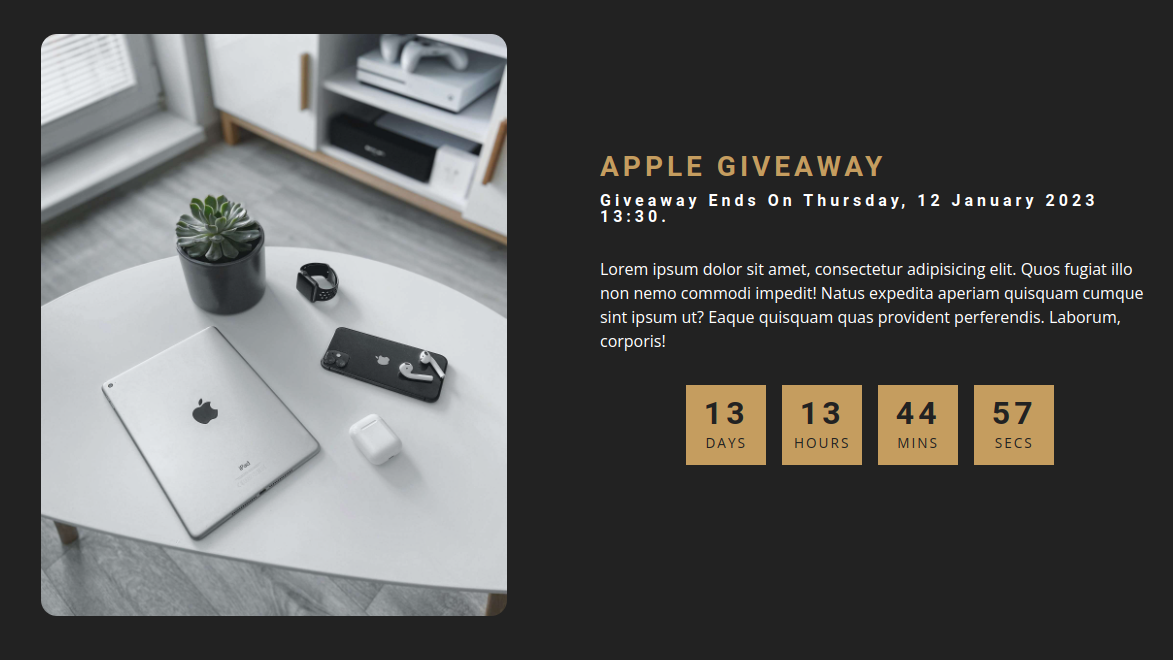 APPLE GIVEAWAY
Giveaway Ends On Thursday, 12 January 2023
13:30.
Lorem ipsum dolor sit amet, consectetur adipisicing elit. Quos fugiat illo
non nemo commodi impedit! Natus expedita aperiam quisquam cumque
sint ipsum ut? Eaque quisquam quas provident perferendis. Laborum,
corporis!
13 13 44 57
DAYS HOURS MINS SECS
iPad